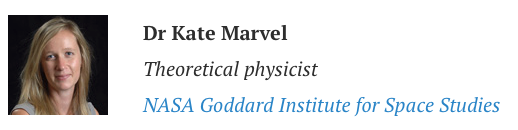 Dr Kate Marvel
Theoretical physicist
NASA Goddard Institute for Space Studies